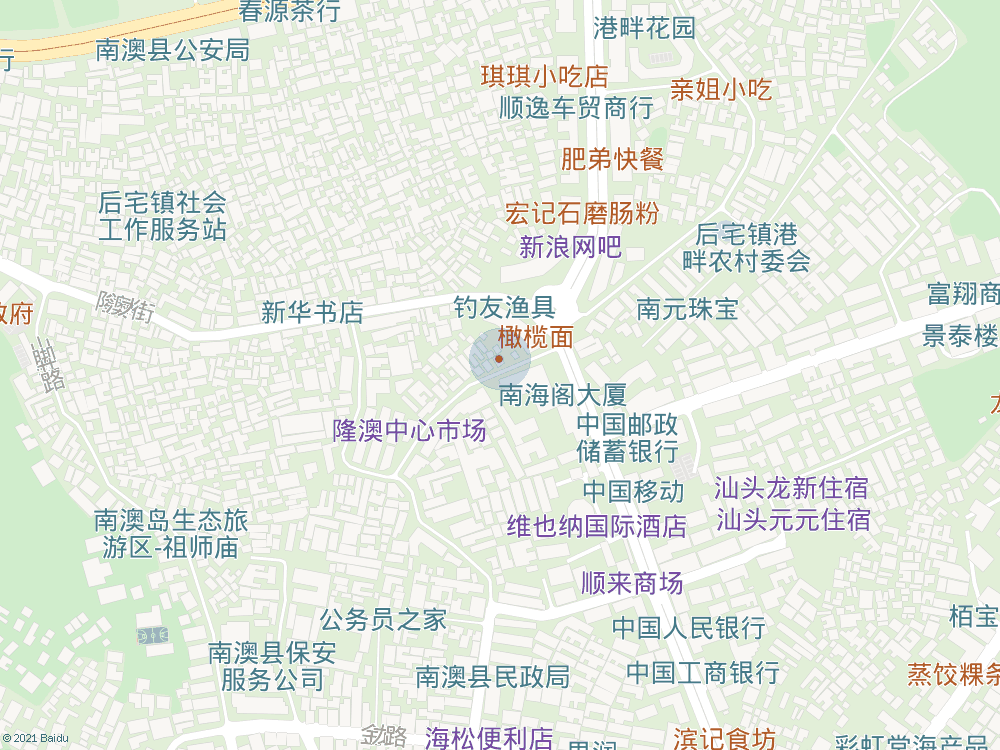 春源茶行
港畔花园
南澳县公安局
行
琪琪小吃店
亲姐小吃
顺逸车贸商行
肥弟快餐
后宅镇社会
工作服务站
宏记石磨肠粉
新浪网吧
后宅镇港
畔农村委会
富翔商
隆澳街
钓友渔具
新华书店
南元珠宝
政府
橄榄面
景泰楼
山脚路
南海阁大厦
隆澳中心市场
中国邮政
储蓄银行
中国移动
汕头龙新住宿
南澳岛生态旅
游区-祖师庙
维也纳国际酒店
汕头元元住宿
顺来商场
公务员之家
中国人民银行
栢宝
南澳县保安
服务公司
南澳县民政局
中国工商银行
蒸饺粿条
金路
海松便利店
滨记食坊
© 2021 Baidu